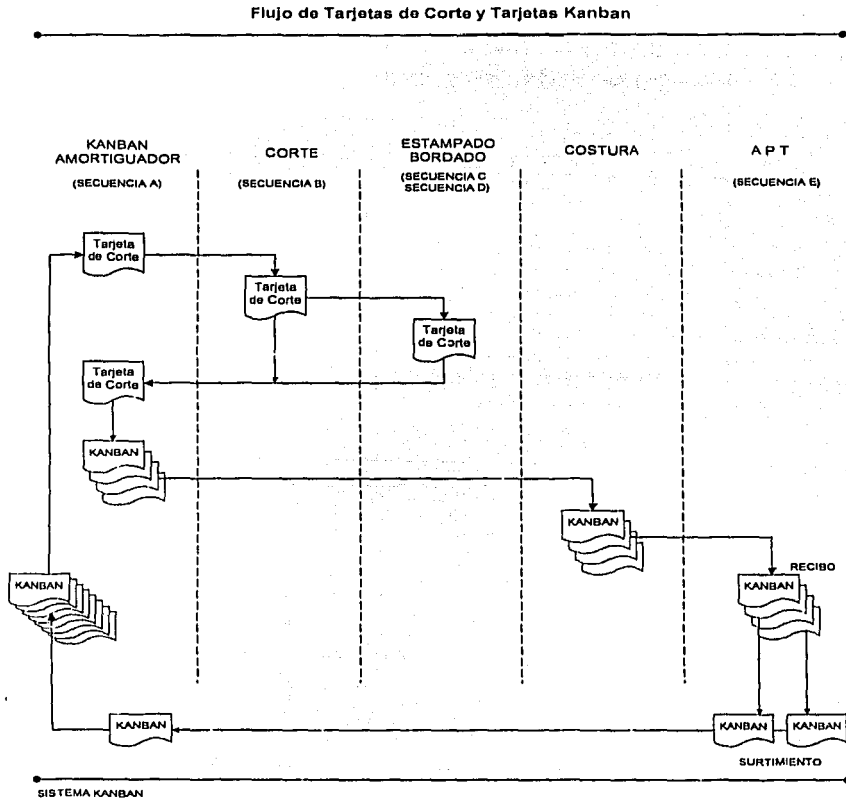 Flujo de Tarjetas de Corte y Tarjetas Kanban
KANBAN
AMORTIGUADOR
(SECUENCIA A)
CORTE
(SECUENCIA B)
ESTAMPADO
BORDADO
(SECUENCIA C
SECUENCIA D)
COSTURA
A P T
(SECUENCIA E)
Tarjeta
de Corte
Tarjeta
de Corte
Tarjeta
de Corte
Tarjeta
de Corte
KANBAN
KANBAN
RECIBO
KANBAN
KANBAN
KANBAN
KANBAN
KANBAN
SURTIMIENTO
SISTEMA KANBAN